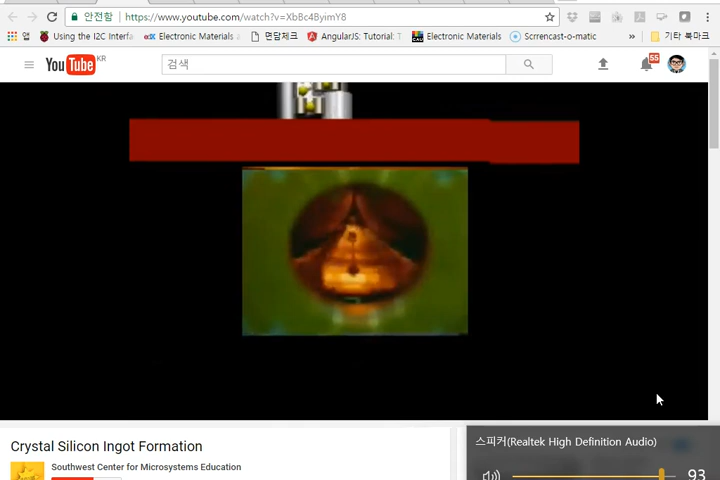 안전함 | https://www.youtube.com/watch?v=XbBc4ByimY8
앱 Using the I2C Interfa Electronic Materials a 면담체크 AngularJS: Tutorial: T CAU Electronic Materials Scrrencast-o-matic » 기타 북마크
YouTube KR 검색 55
Crystal Silicon Ingot Formation
Southwest Center for Microsystems Education
스피커(Realtek High Definition Audio)
93